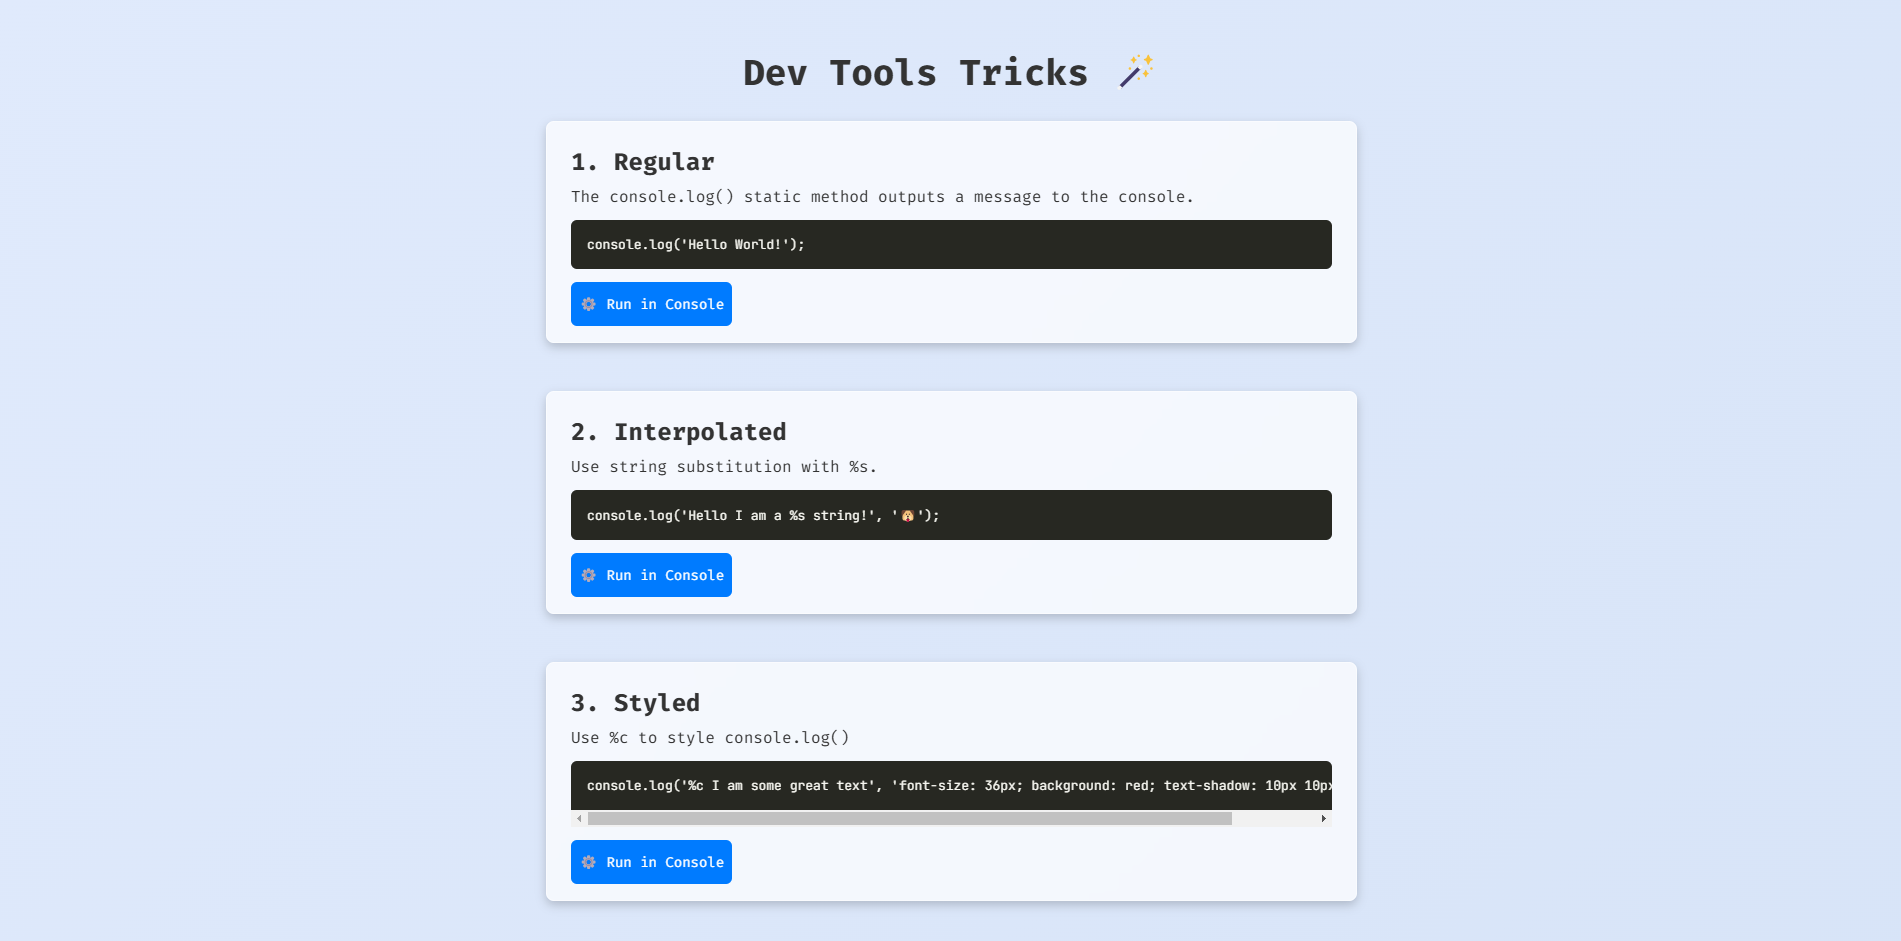 Dev Tools Tricks 🪄
1. Regular
The console.log() static method outputs a message to the console.
console.log('Hello World!');
⚙️ Run in Console
2. Interpolated
Use string substitution with %s.
console.log('Hello I am a %s string!', '💩');
⚙️ Run in Console
3. Styled
Use %c to style console.log()
console.log('%c I am some great text', 'font-size: 36px; background: red; text-shadow: 10px 10px
⚙️ Run in Console